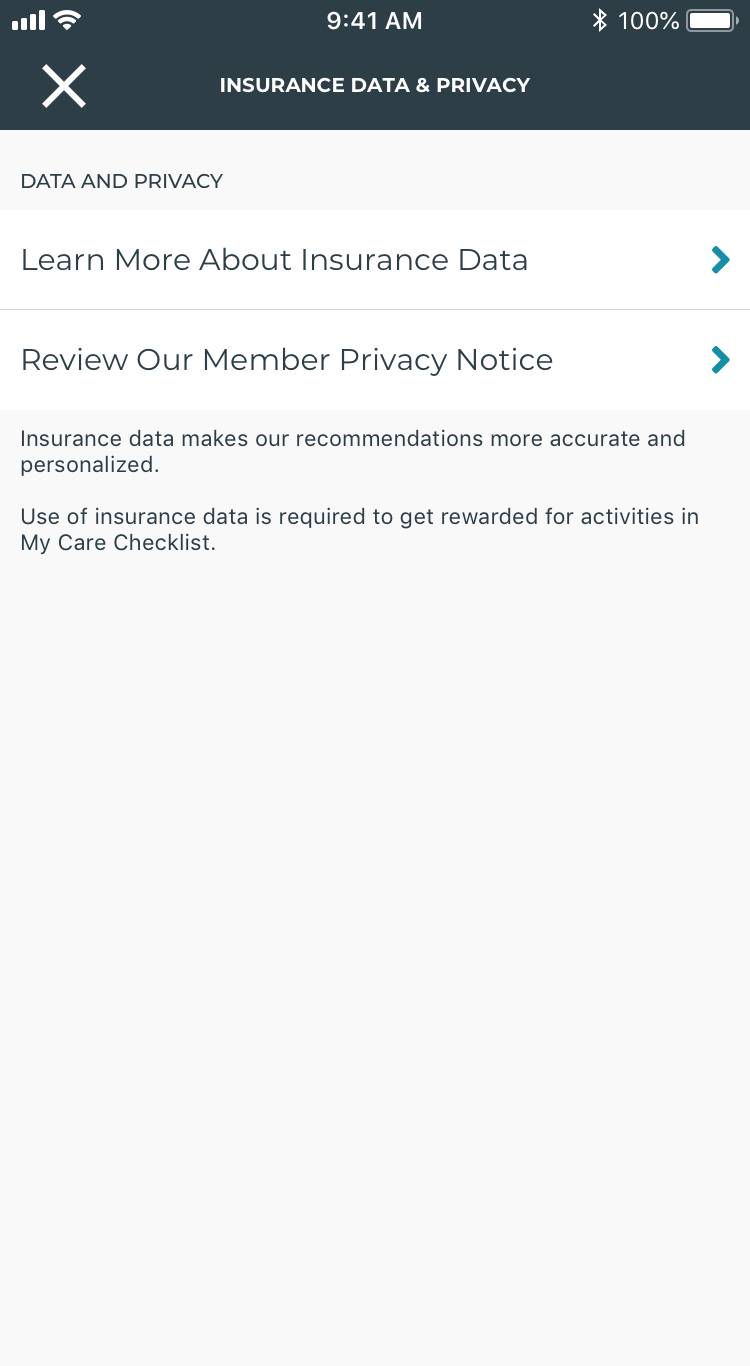 9:41 AM
100%
INSURANCE DATA & PRIVACY
DATA AND PRIVACY
Learn More About Insurance Data
Review Our Member Privacy Notice
Insurance data makes our recommendations more accurate and
personalized.
Use of insurance data is required to get rewarded for activities in
My Care Checklist.